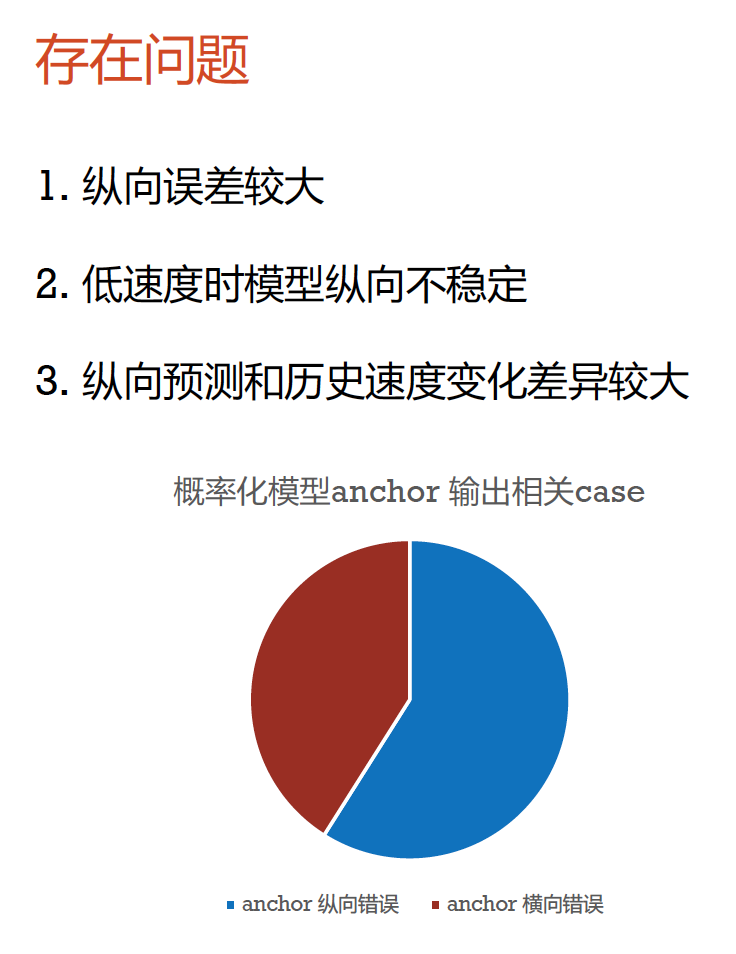 存在问题
1. 纵向误差较大
2. 低速度时模型纵向不稳定
3. 纵向预测和历史速度变化差异较大
概率化模型anchor 输出相关case
anchor 纵向错误
anchor 横向错误